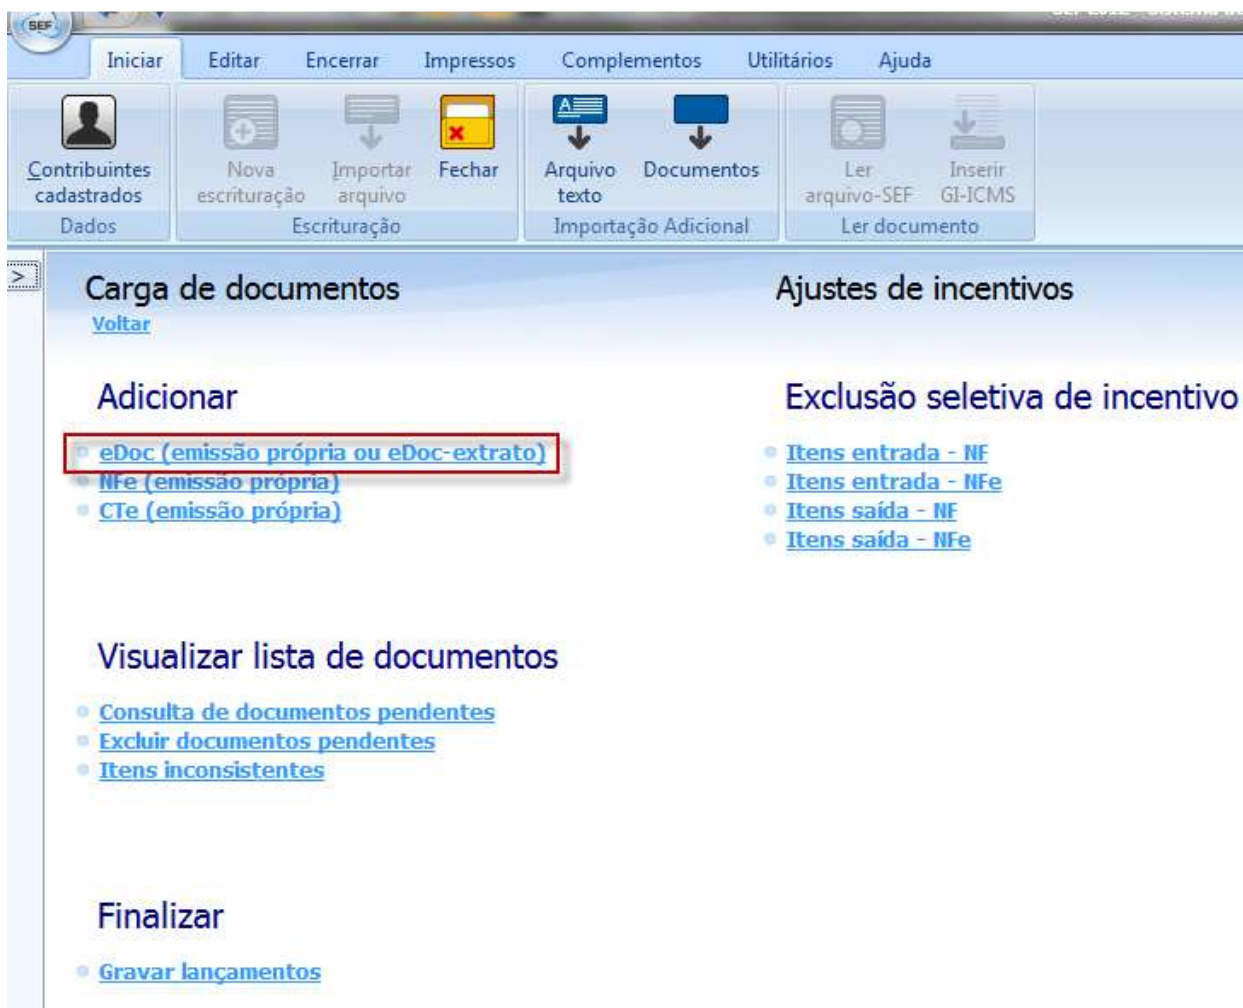 SEF
Iniciar Editar Encerrar Impressos Complementos Utilitários Ajuda
Contribuintes cadastrados
Nova escrituração
Importar arquivo
Fechar
Arquivo texto
Documentos
Ler arquivo-SEF
Inserir GI-ICMS
Dados Escrituração Importação Adicional Ler documento
>
Carga de documentos
Voltar
Adicionar
eDoc (emissão própria ou eDoc-extrato)
NFe (emissão própria)
CTe (emissão própria)
Visualizar lista de documentos
Consulta de documentos pendentes
Excluir documentos pendentes
Itens inconsistentes
Finalizar
Gravar lançamentos
Ajustes de incentivos
Exclusão seletiva de incentivo
Itens entrada - NF
Itens entrada - NFe
Itens saída - NF
Itens saída - NFe